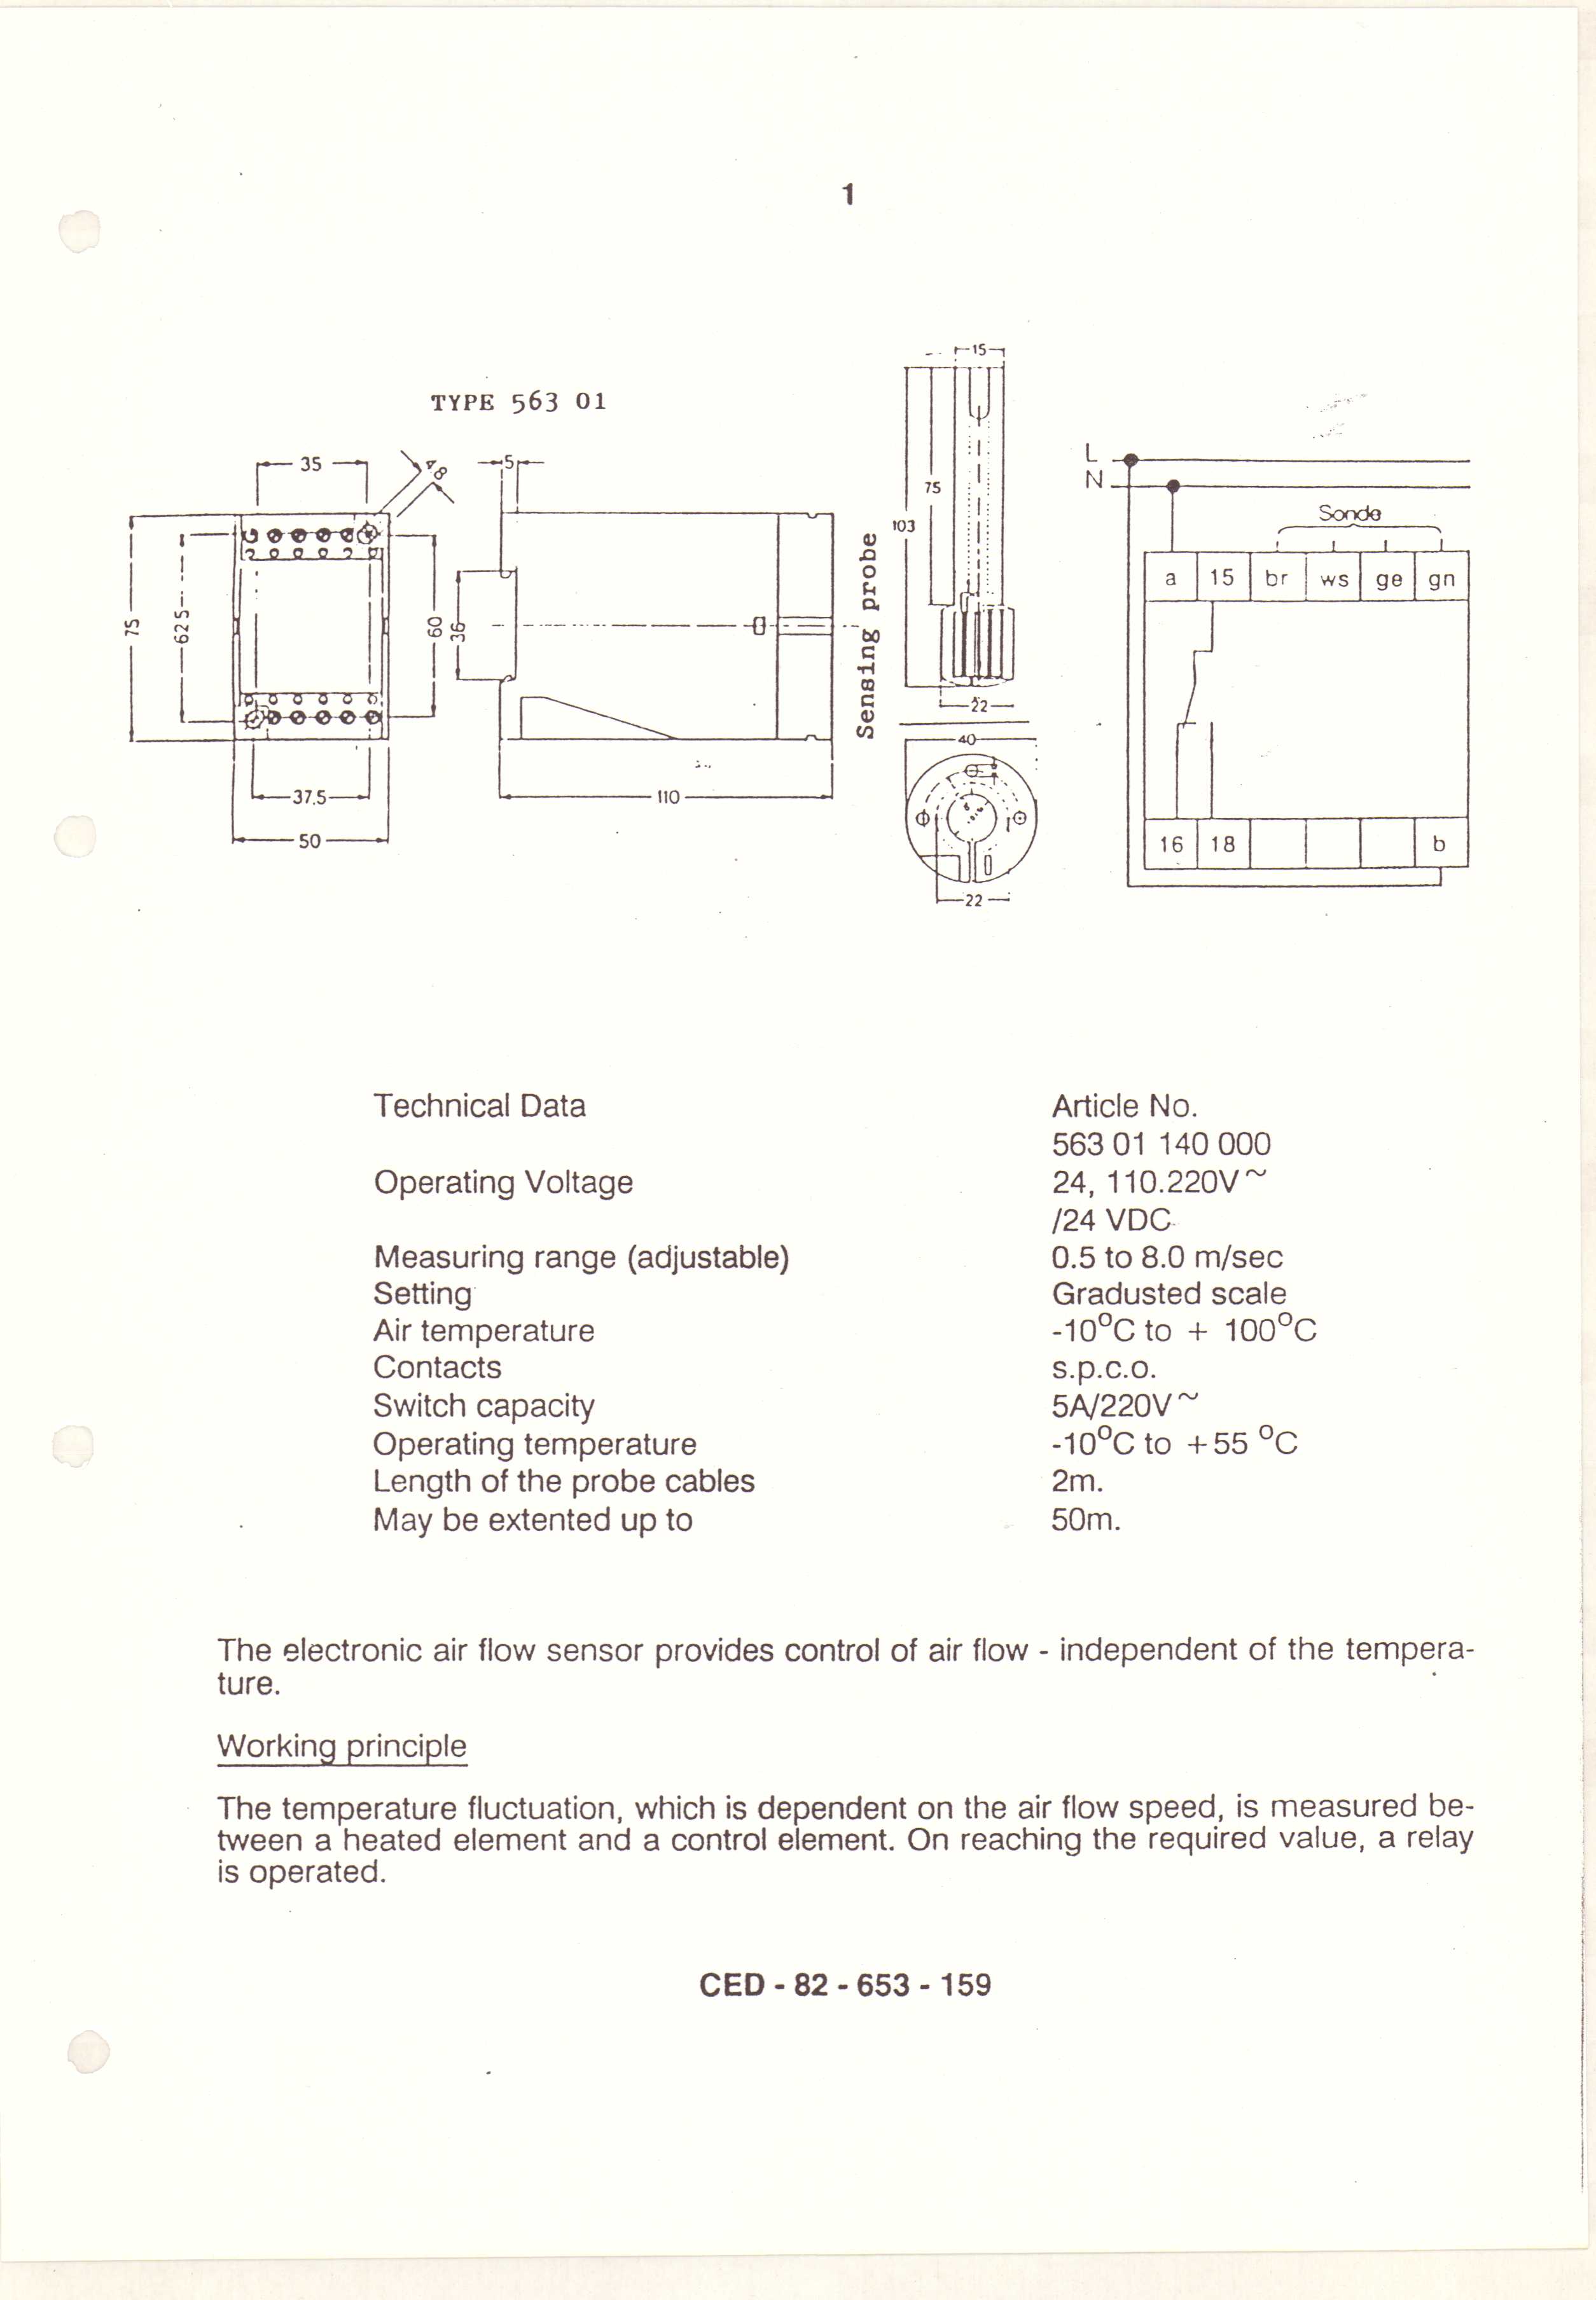 1
TYPE 563 01
35
4.8
5
75
62.5
60
36
37.5
50
110
Sensing probe
15
75
103
22
40
22
L
N
Sonde
a 15 br ws ge gn
16 18 b
Technical Data Article No.
563 01 140 000
Operating Voltage 24, 110.220V~
/24 VDC
Measuring range (adjustable) 0.5 to 8.0 m/sec
Setting Gradusted scale
Air temperature -10°C to + 100°C
Contacts s.p.c.o.
Switch capacity 5A/220V~
Operating temperature -10°C to +55 °C
Length of the probe cables 2m.
May be extented up to 50m.
The electronic air flow sensor provides control of air flow - independent of the tempera-
ture.
Working principle
The temperature fluctuation, which is dependent on the air flow speed, is measured be-
tween a heated element and a control element. On reaching the required value, a relay
is operated.
CED - 82 - 653 - 159